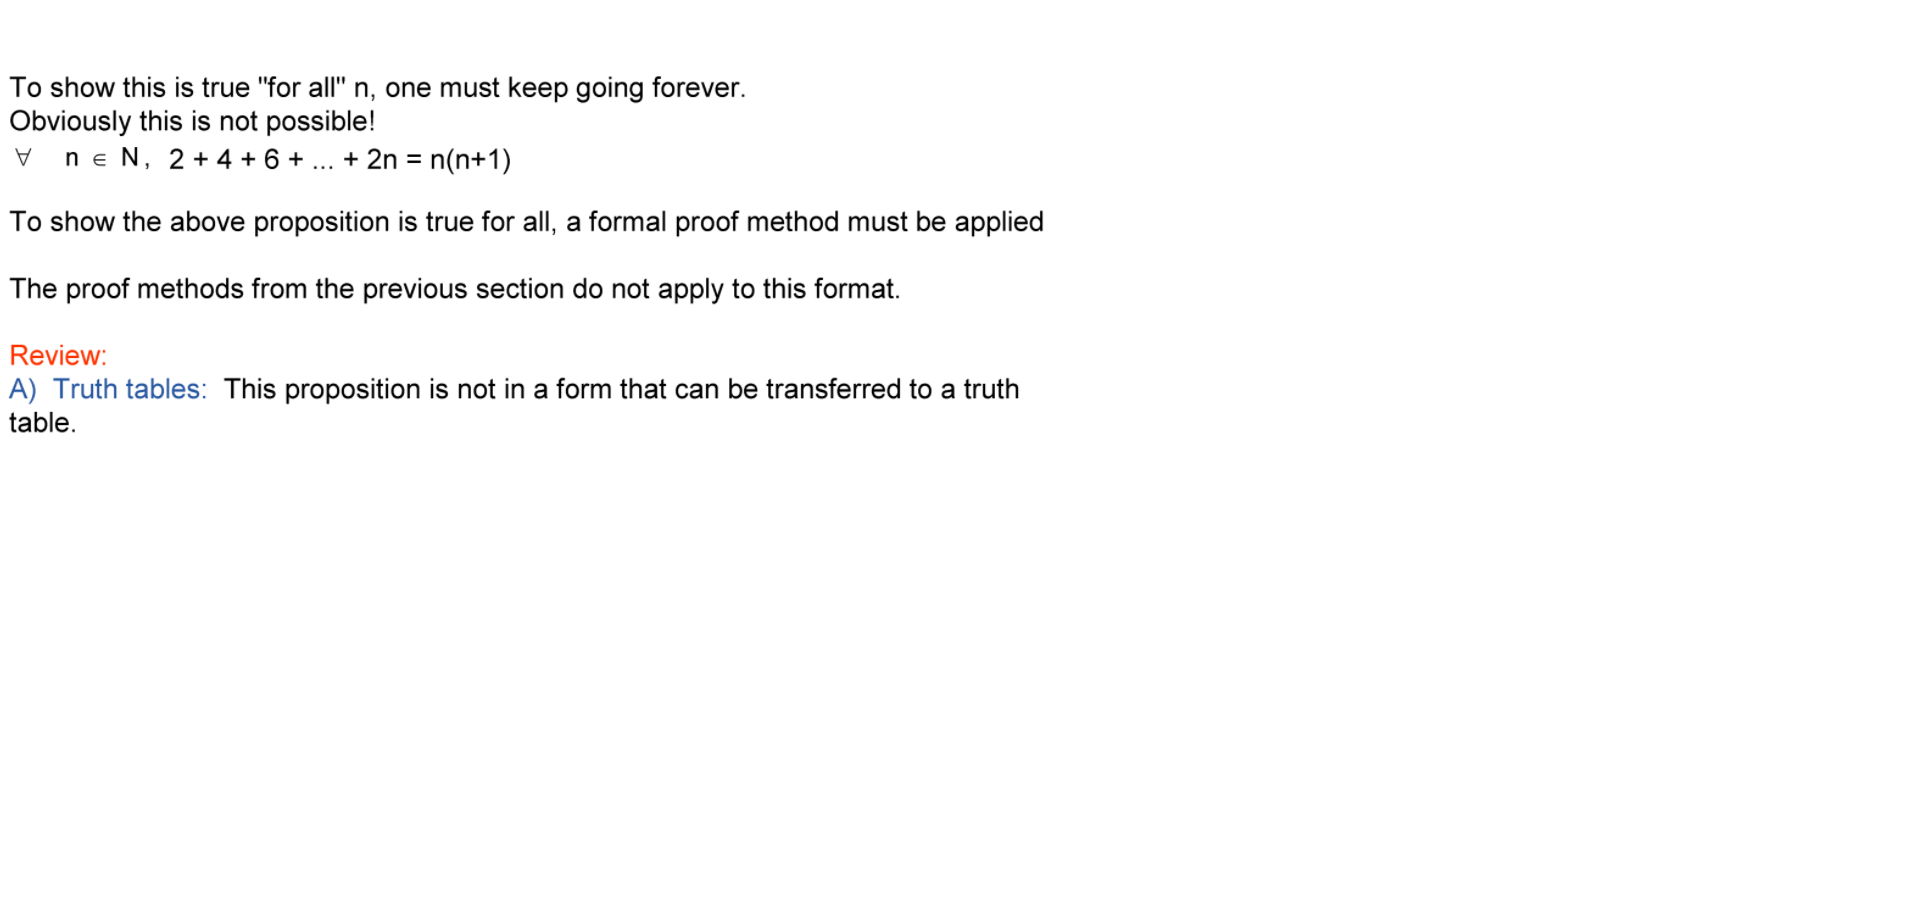 To show this is true "for all" n, one must keep going forever.
Obviously this is not possible!
∀ n ∈ N, 2 + 4 + 6 + ... + 2n = n(n+1)
To show the above proposition is true for all, a formal proof method must be applied
The proof methods from the previous section do not apply to this format.
Review:
A) Truth tables: This proposition is not in a form that can be transferred to a truth
table.